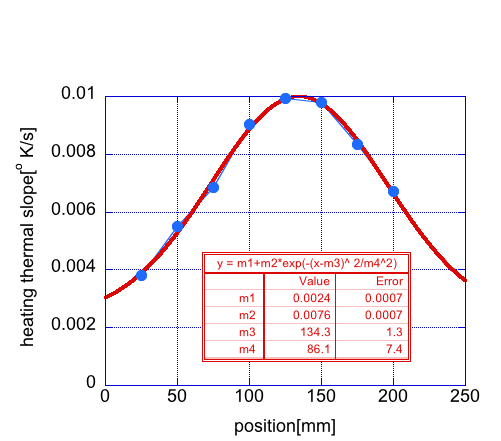 0.01
0.008
0.006
0.004
0.002
0
heating thermal slope[° K/s]
y = m1+m2*exp(-(x-m3)^ 2/m4^2)
Value Error
m1 0.0024 0.0007
m2 0.0076 0.0007
m3 134.3 1.3
m4 86.1 7.4
0 50 100 150 200 250
position[mm]